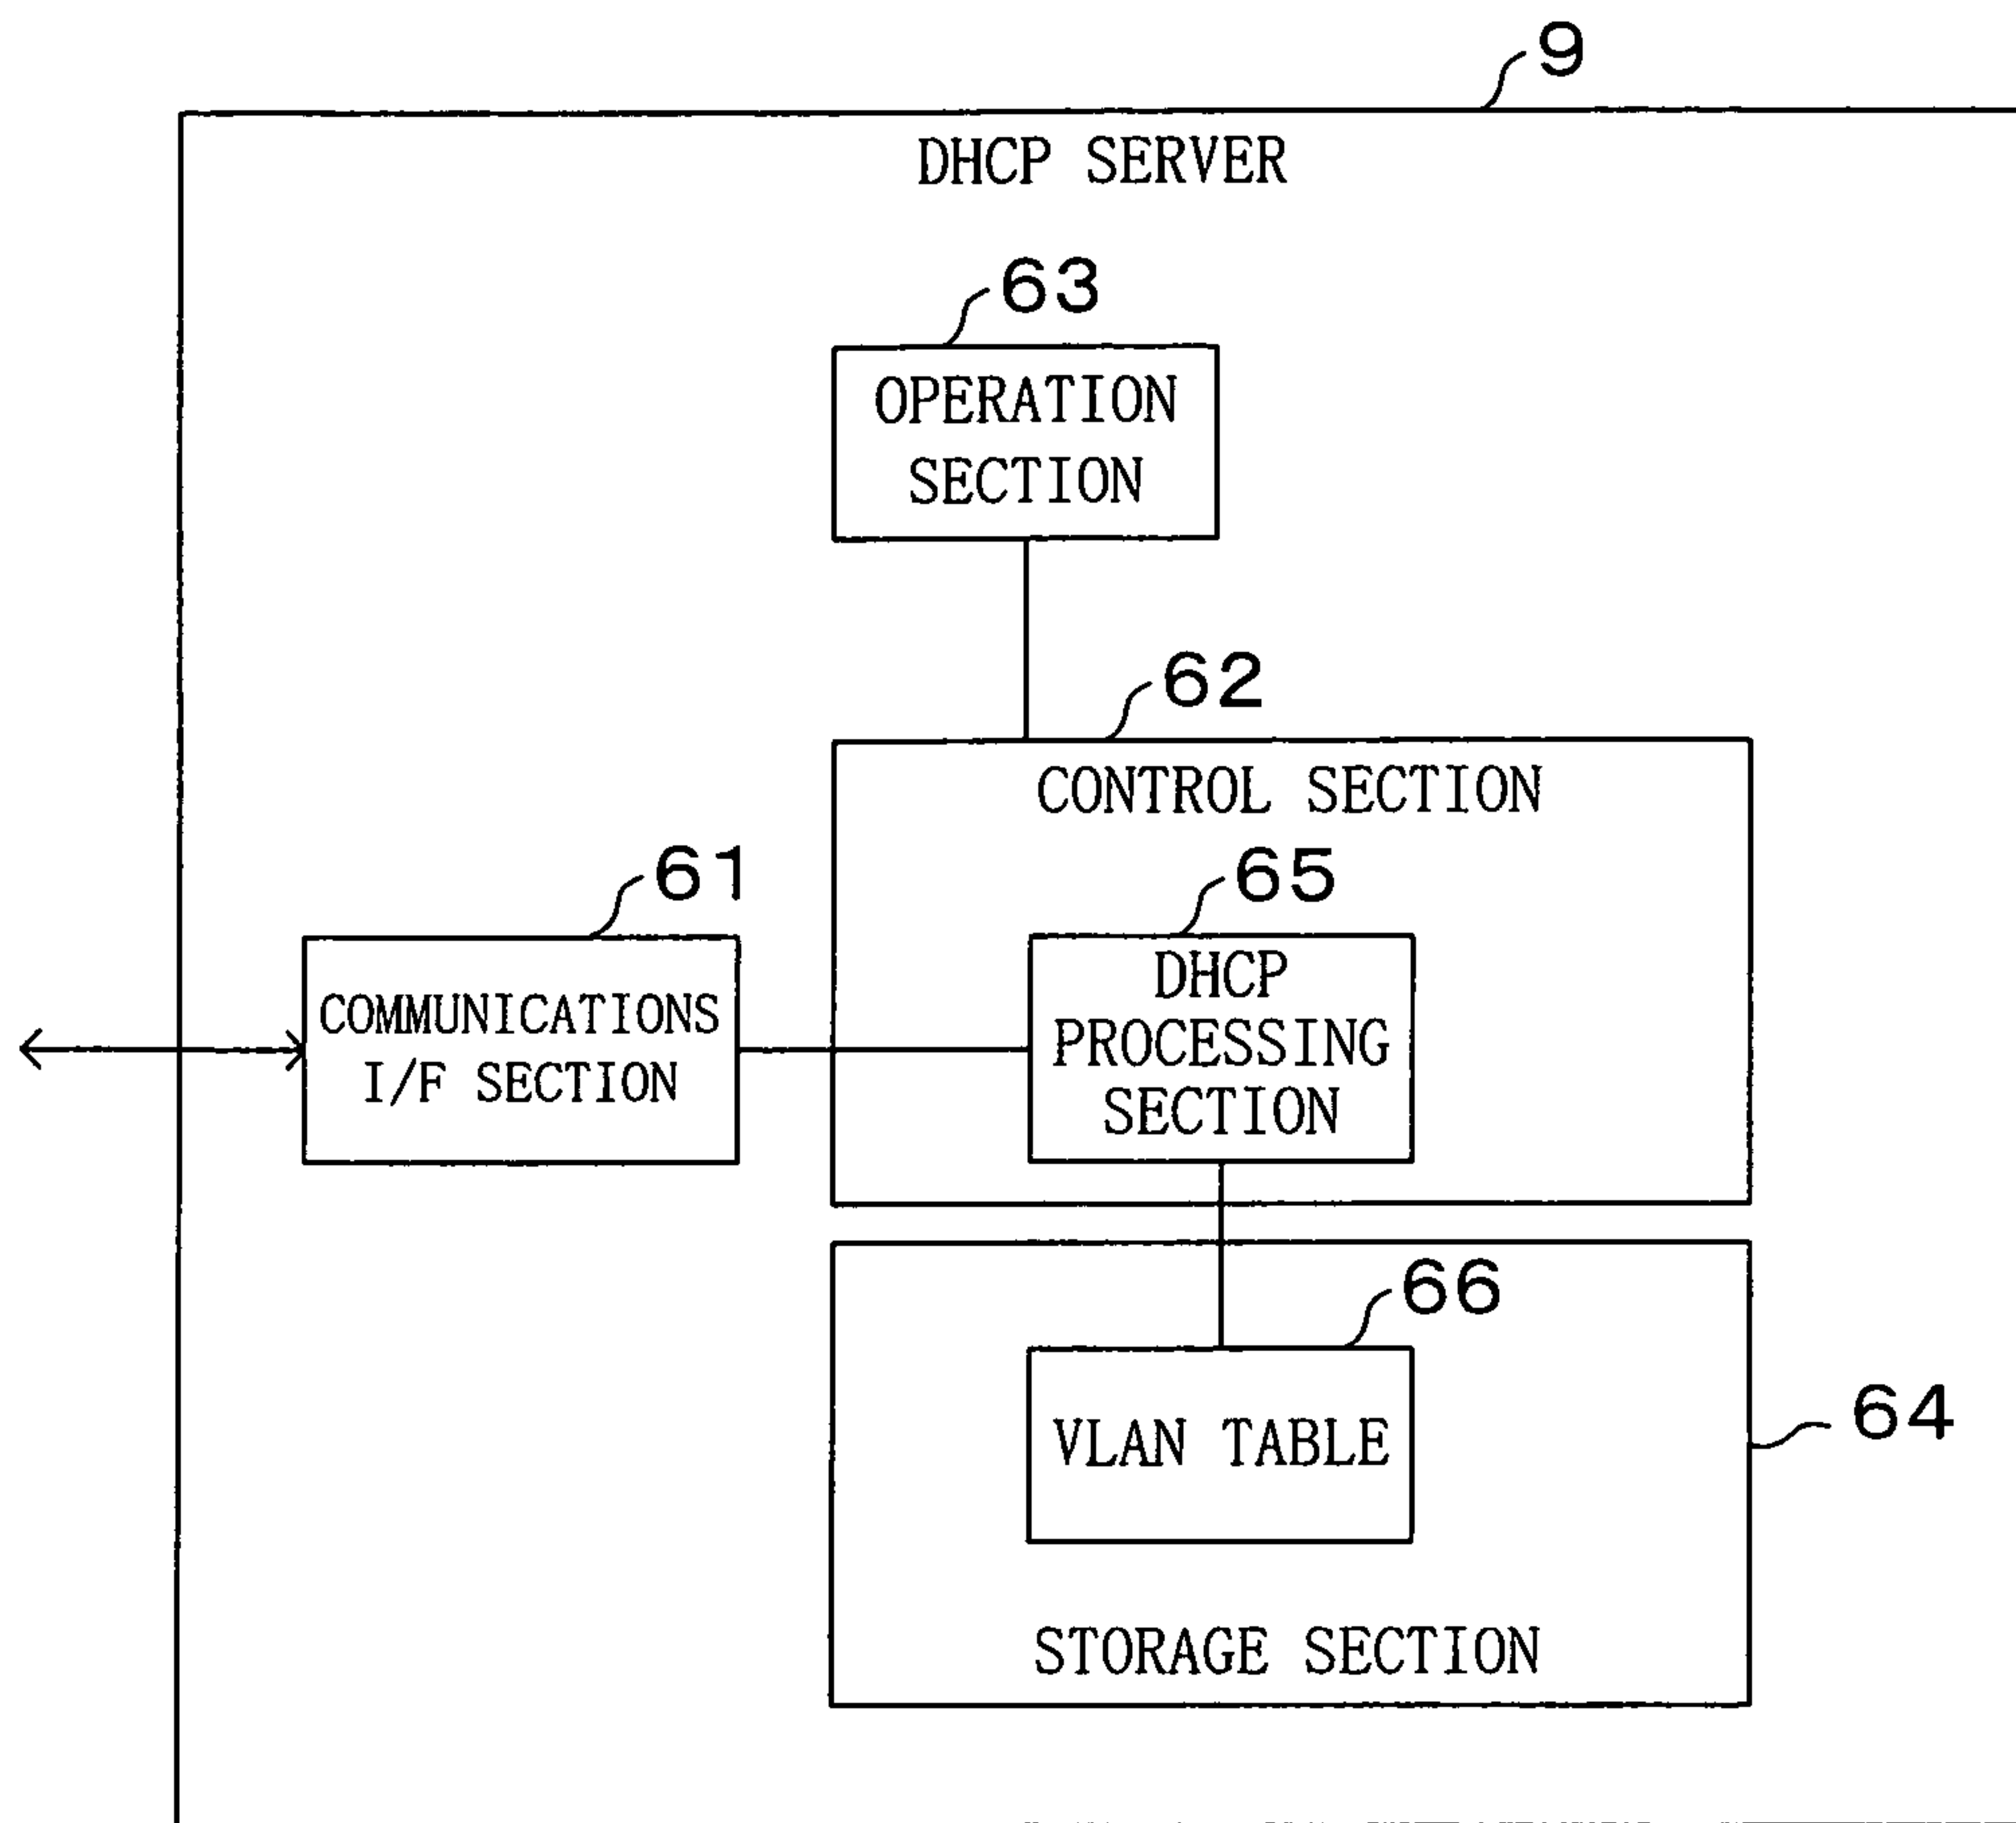 9
DHCP SERVER
63
OPERATION
SECTION
62
CONTROL SECTION
61
65
COMMUNICATIONS
I/F SECTION
DHCP
PROCESSING
SECTION
66
VLAN TABLE
64
STORAGE SECTION